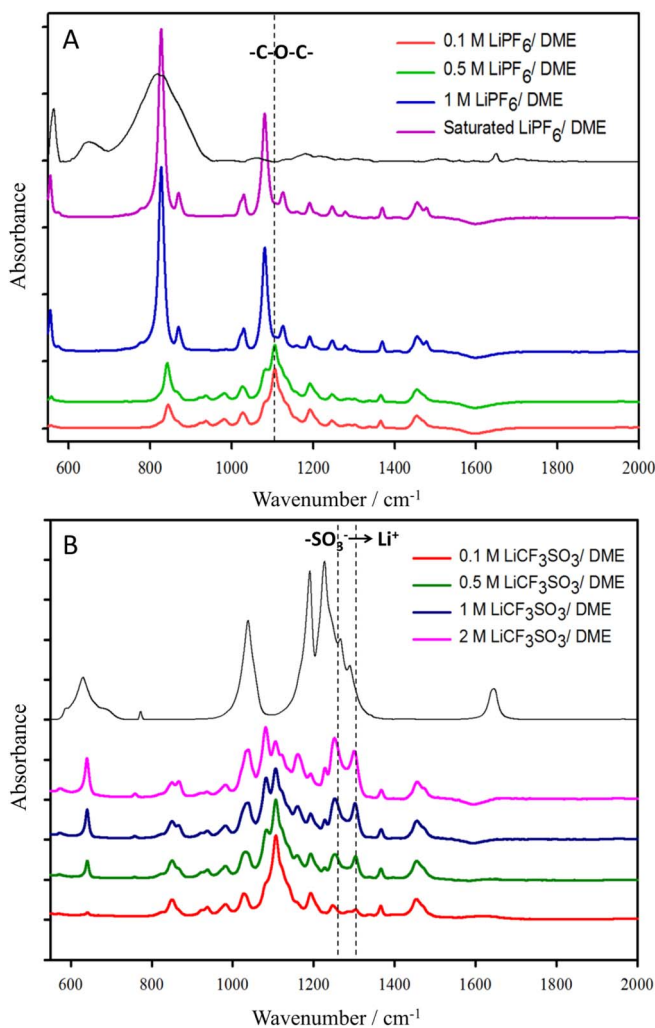 A
-C-O-C-
0.1 M LiPF6/ DME
0.5 M LiPF6/ DME
1 M LiPF6/ DME
Saturated LiPF6/ DME
Absorbance
600 800 1000 1200 1400 1600 1800 2000
Wavenumber / cm-1
B
-SO3- → Li+
0.1 M LiCF3SO3/ DME
0.5 M LiCF3SO3/ DME
1 M LiCF3SO3/ DME
2 M LiCF3SO3/ DME
Absorbance
600 800 1000 1200 1400 1600 1800 2000
Wavenumber / cm-1